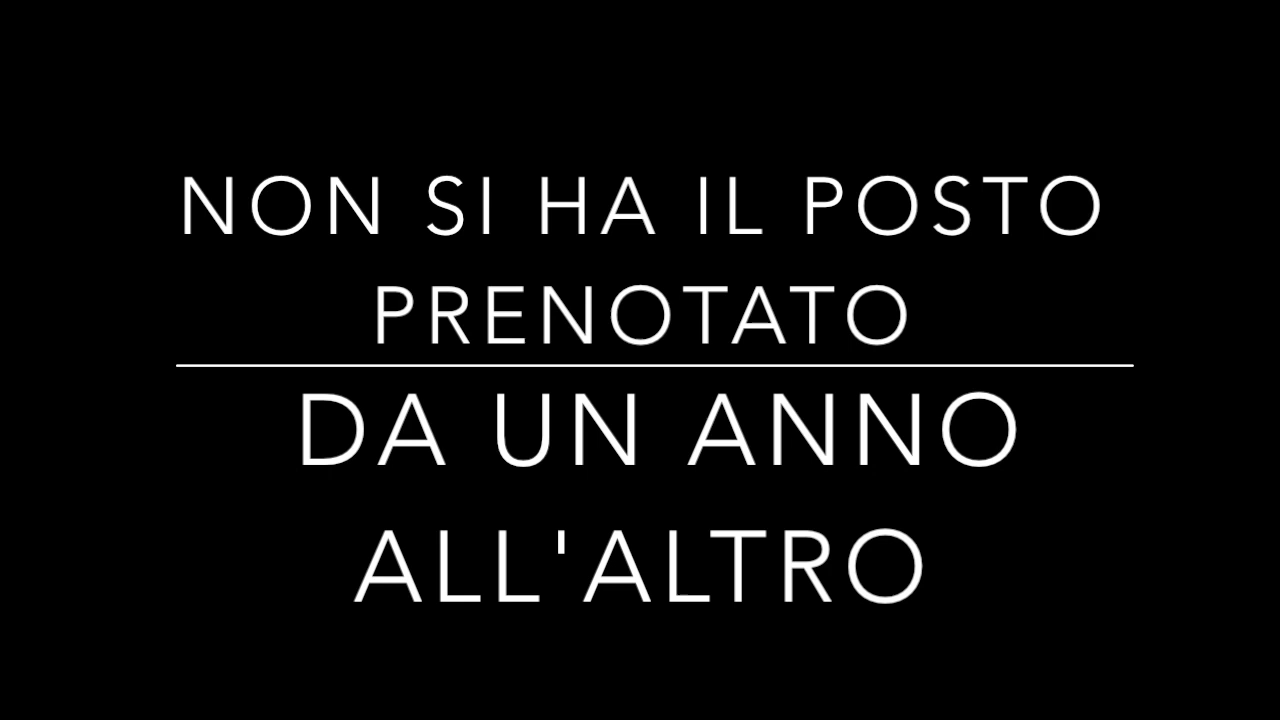 NON SI HA IL POSTO
PRENOTATO
DA UN ANNO
ALL'ALTRO